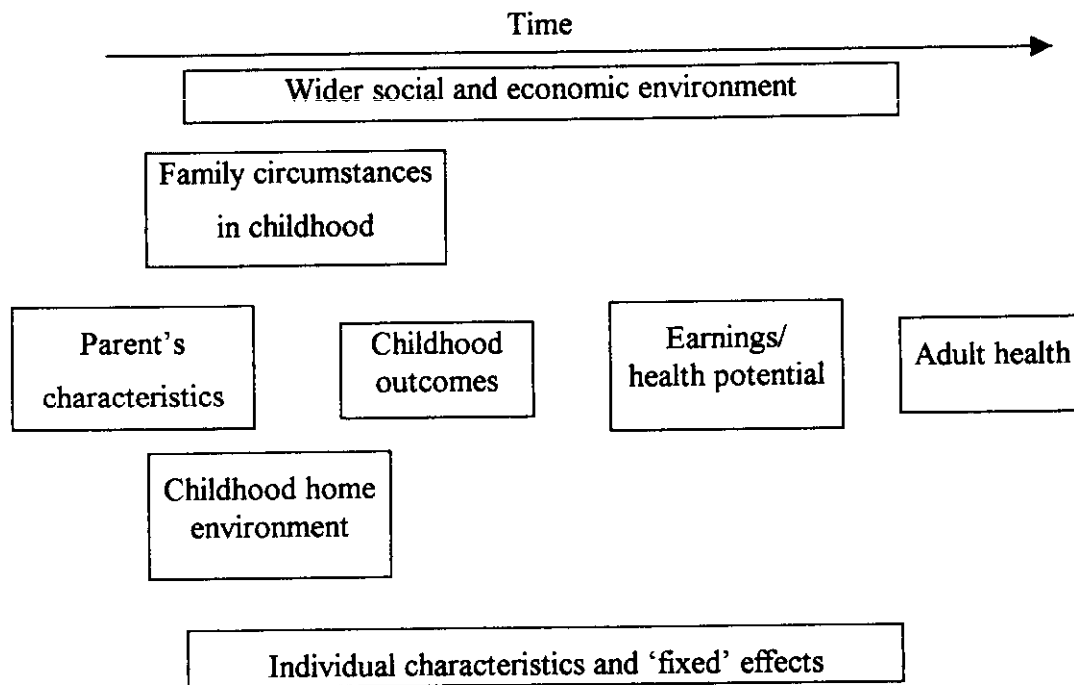 Time
Wider social and economic environment
Family circumstances
in childhood
Parent's
characteristics
Childhood
outcomes
Earnings/
health potential
Adult health
Childhood home
environment
Individual characteristics and ‘fixed’ effects